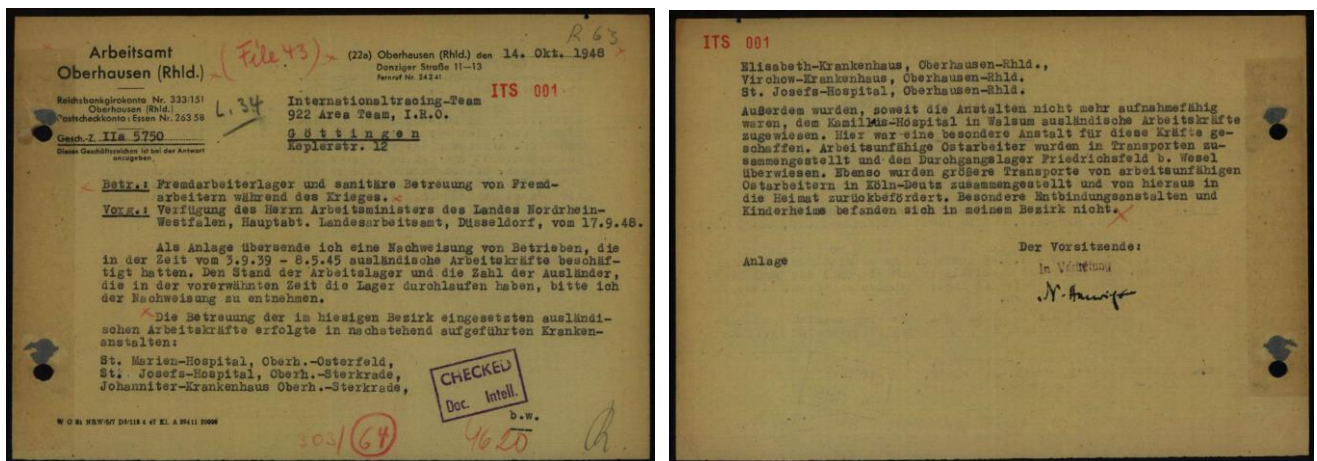 R 63
Arbeitsamt
Oberhausen (Rhld.)
(File 43)
(22a) Oberhausen (Rhld.) den 14. Okt. 1948
Danziger Straße 11—13
Fernruf Nr. 24241
ITS 001
Reichsbankgirokonto Nr. 333/151
Oberhausen (Rhld.)
Postscheckkonto: Essen Nr. 263 58
L.34
Gesch.-Z. IIa 5750
Dieses Geschäftszeichen ist bei der Antwort
anzugeben
Internationaltracing-Team
922 Area Team, I.R.O.
Göttingen
Keplerstr. 12
Betr.: Fremdarbeiterlager und sanitäre Betreuung von Fremd-
arbeitern während des Krieges.
Vorg.: Verfügung des Herrn Arbeitsministers des Landes Nordrhein-
Westfalen, Hauptabt. Landesarbeitsamt, Düsseldorf, vom 17.9.48.
Als Anlage übersende ich eine Nachweisung von Betrieben, die
in der Zeit vom 3.9.39 - 8.5.45 ausländische Arbeitskräfte beschäf-
tigt hatten. Den Stand der Arbeitslager und die Zahl der Ausländer,
die in der vorerwähnten Zeit die Lager durchlaufen haben, bitte ich
der Nachweisung zu entnehmen.
Die Betreuung der im hiesigen Bezirk eingesetzten ausländi-
schen Arbeitskräfte erfolgte in nachstehend aufgeführten Kranken-
anstalten:
St. Marien-Hospital, Oberh.-Osterfeld,
St. Josefs-Hospital, Oberh.-Sterkrade,
Johanniter-Krankenhaus Oberh.-Sterkrade,
CHECKED
Doc. Intell.
b.w.
303/(64)
4620
ITS 001
Elisabeth-Krankenhaus, Oberhausen-Rhld.,
Virchow-Krankenhaus, Oberhausen-Rhld.
St. Josefs-Hospital, Oberhausen-Rhld.
Außerdem wurden, soweit die Anstalten nicht mehr aufnahmefähig
waren, dem Kamillus-Hospital in Walsum ausländische Arbeitskräfte
zugewiesen. Hier war eine besondere Anstalt für diese Kräfte ge-
schaffen. Arbeitsunfähige Ostarbeiter wurden in Transporten zu-
sammengestellt und dem Durchgangslager Friedrichsfeld b. Wesel
überwiesen. Ebenso wurden größere Transporte von arbeitsunfähigen
Ostarbeitern in Köln-Deutz zusammengestellt und von hieraus in
die Heimat zurückbefördert. Besondere Entbindungsanstalten und
Kinderheime befanden sich in meinem Bezirk nicht.
Der Vorsitzende:
Anlage
In Vertretung